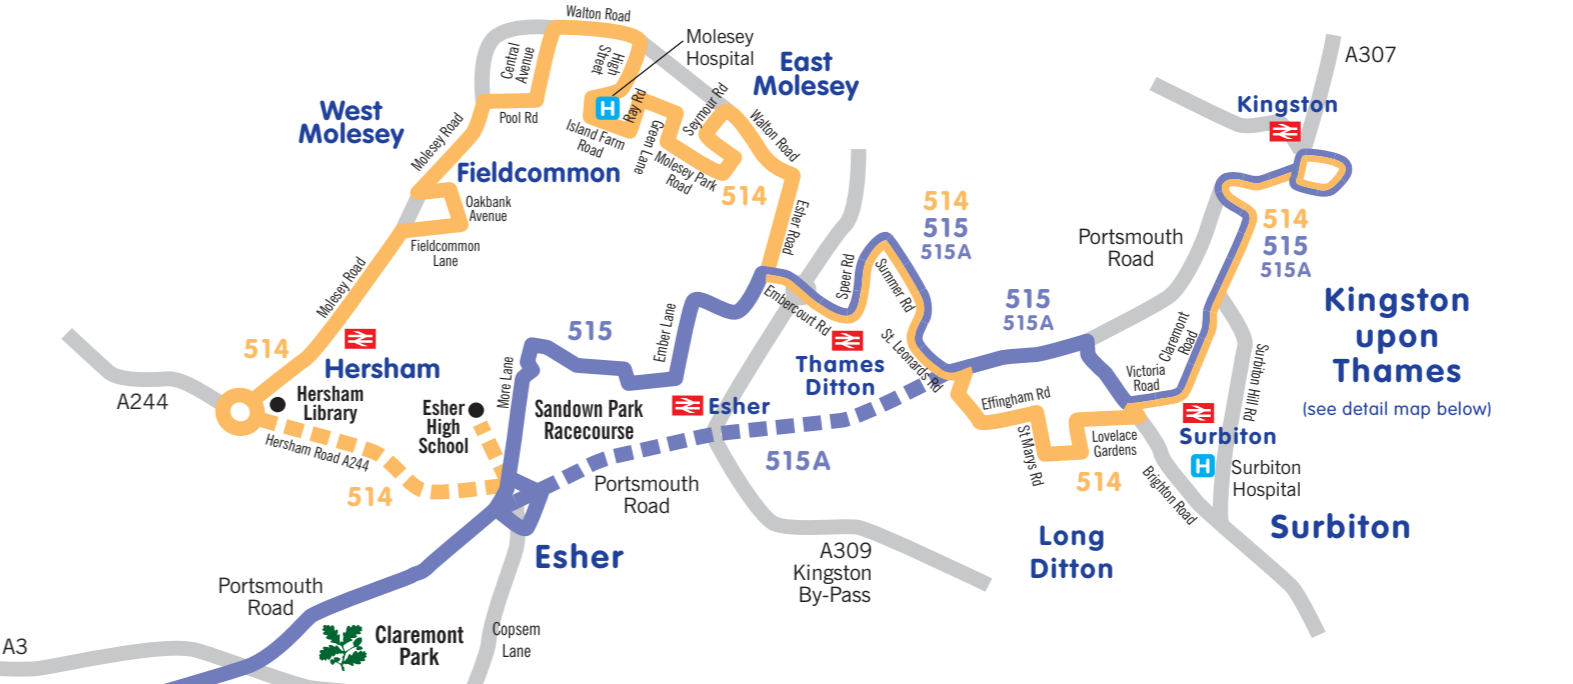 Walton Road
Central
Avenue
High
Street
Molesey
Hospital
East
Molesey
A307
Kingston
West
Molesey
Molesey Road
Pool Rd
H
Ray Rd
Island Farm
Road
Green Lane
Seymour Rd
Walton Road
Molesey Park
Road
514
Fieldcommon
Oakbank
Avenue
Fieldcommon
Lane
Esher Road
514
515
515A
514
515
515A
Portsmouth
Road
Molesey Road
Speer Rd
Summer Rd
Embercourt Rd
St. Leonards Rd
515
515A
Kingston
upon
Thames
(see detail map below)
514
Hersham
515
Ember Lane
More Lane
Thames
Ditton
Claremont
Road
Victoria
Road
Surbiton Hill Rd
A244
Hersham
Library
Esher
High
School
Sandown Park
Racecourse
Esher
Effingham Rd
St Marys Rd
Lovelace
Gardens
Surbiton
H
Surbiton
Hospital
Hersham Road A244
514
515A
514
Brighton Road
Portsmouth
Road
Surbiton
Esher
Long
Ditton
A309
Kingston
By-Pass
Portsmouth
Road
Claremont
Park
Copsem
Lane
A3